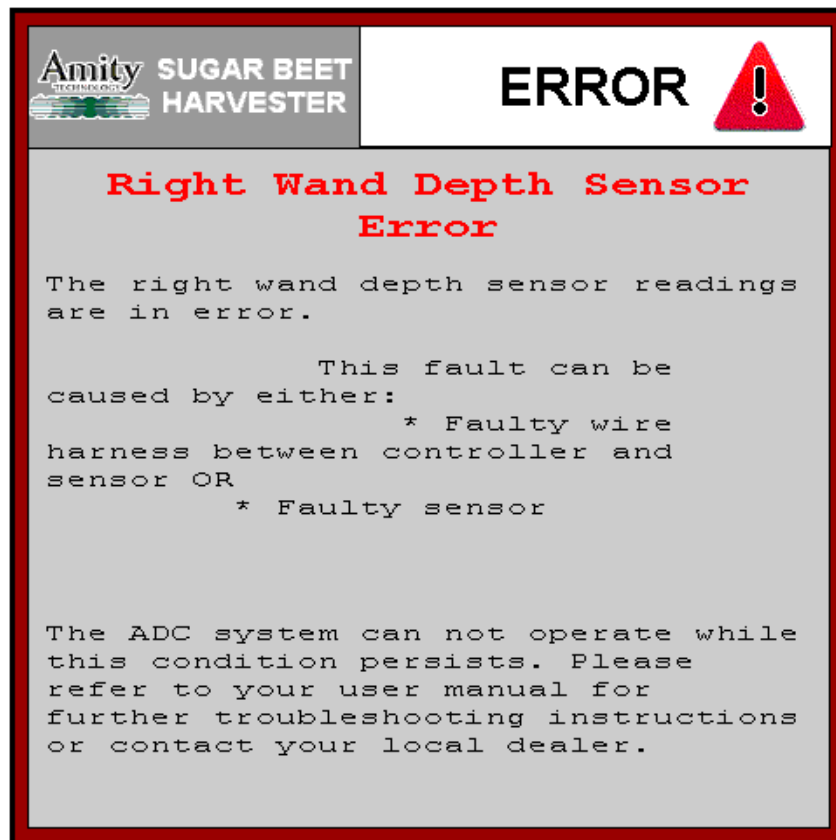 Amity SUGAR BEET
TECHNOLOGY HARVESTER
ERROR
Right Wand Depth Sensor
Error
The right wand depth sensor readings
are in error.
This fault can be
caused by either:
* Faulty wire
harness between controller and
sensor OR
* Faulty sensor
The ADC system can not operate while
this condition persists. Please
refer to your user manual for
further troubleshooting instructions
or contact your local dealer.